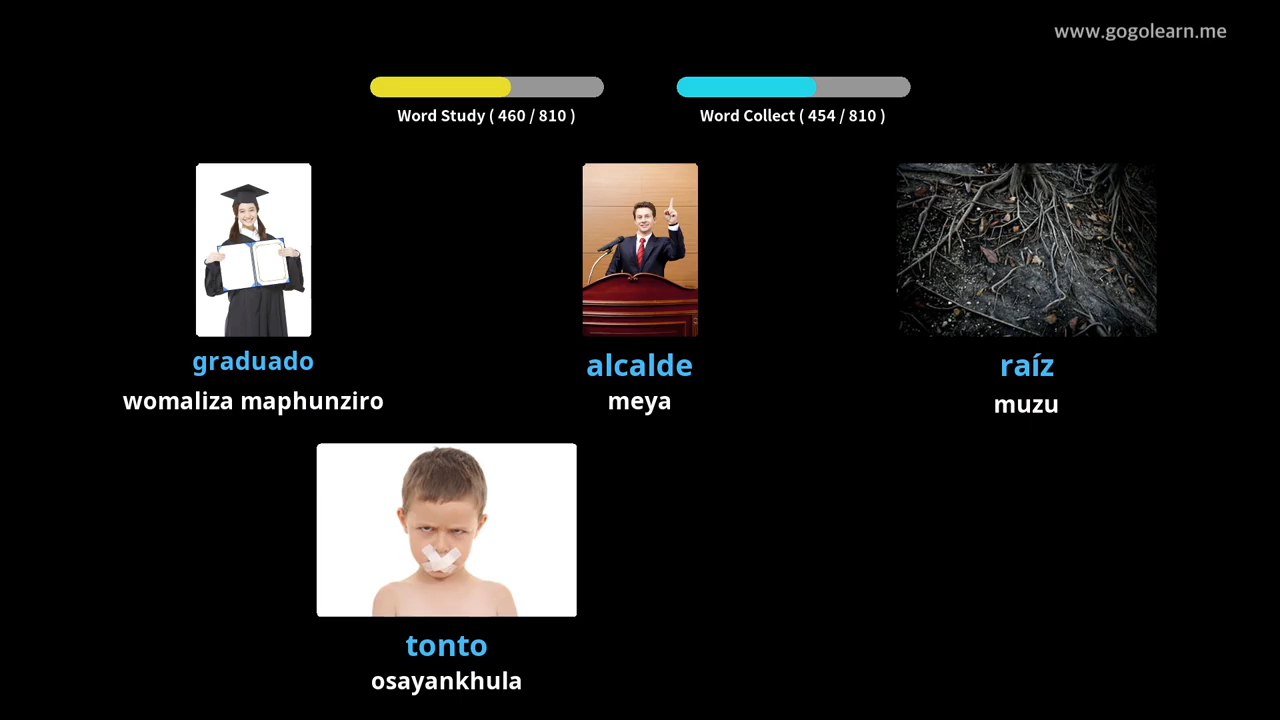 www.gogolearn.me
Word Study ( 460 / 810 )
Word Collect ( 454 / 810 )
graduado
womaliza maphunziro
alcalde
meya
raíz
muzu
tonto
osayankhula